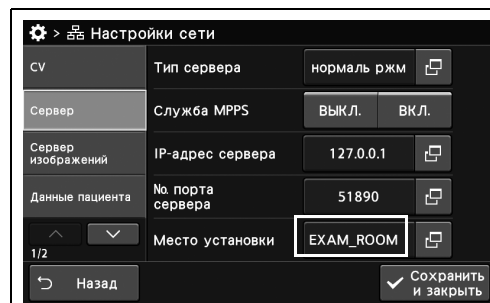 > Настройки сети
CV
Тип сервера
нормаль ржм
Сервер
Служба MPPS
ВЫКЛ.
ВКЛ.
Сервер
изображений
IP-адрес сервера
127.0.0.1
Данные пациента
№. порта
сервера
51890
1/2
Место установки
EXAM_ROOM
Назад
Сохранить
и закрыть